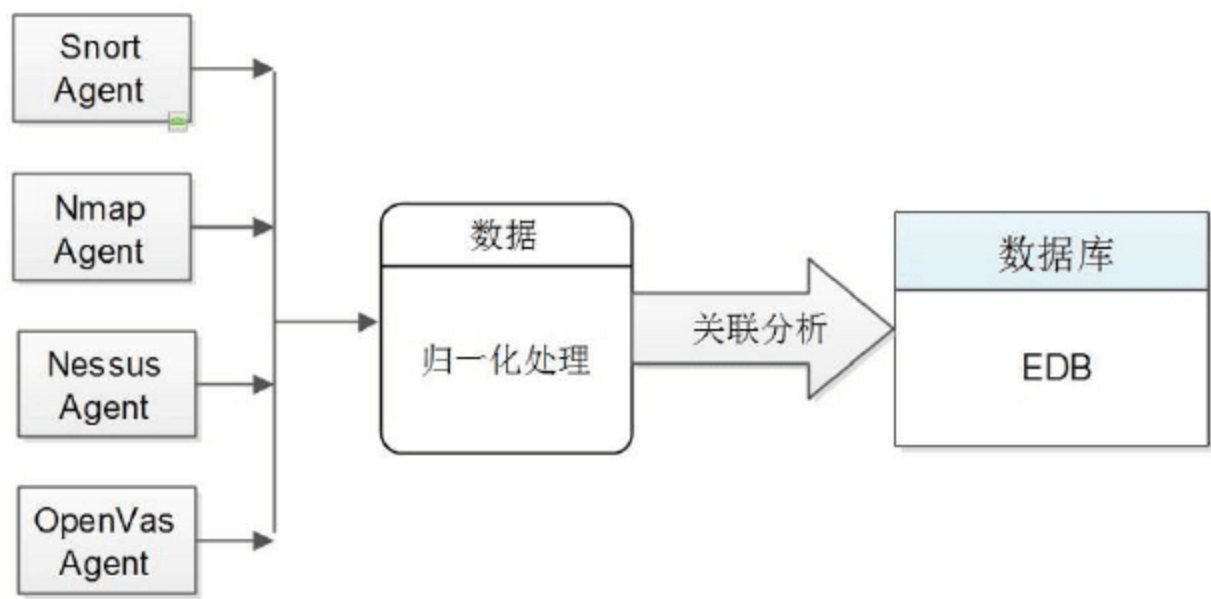 Snort
Agent
Nmap
Agent
Nessus
Agent
OpenVas
Agent
数据
归一化处理
关联分析
数据库
EDB